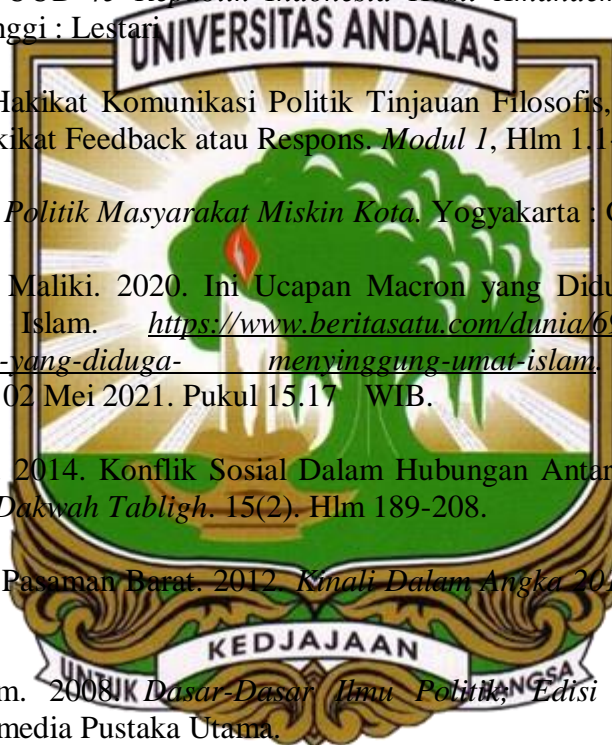 UUD 45 Republik Indonesia Hasil Amandemen
nggi : Lestari
UNIVERSITAS ANDALAS
Hakikat Komunikasi Politik Tinjauan Filosofis,
kikat Feedback atau Respons. Modul 1, Hlm 1.1-
Politik Masyarakat Miskin Kota. Yogyakarta : G
Maliki. 2020. Ini Ucapan Macron yang Didu
Islam. https://www.beritasatu.com/dunia/69
-yang-diduga- menyinggung-umat-islam.
02 Mei 2021. Pukul 15.17 WIB.
2014. Konflik Sosial Dalam Hubungan Antar
Dakwah Tabligh. 15(2). Hlm 189-208.
Pasaman Barat. 2012. Kinali Dalam Angka 201
KEDJAJAAN
UNTUK BANGSA
m. 2008. Dasar-Dasar Ilmu Politik; Edisi
media Pustaka Utama.